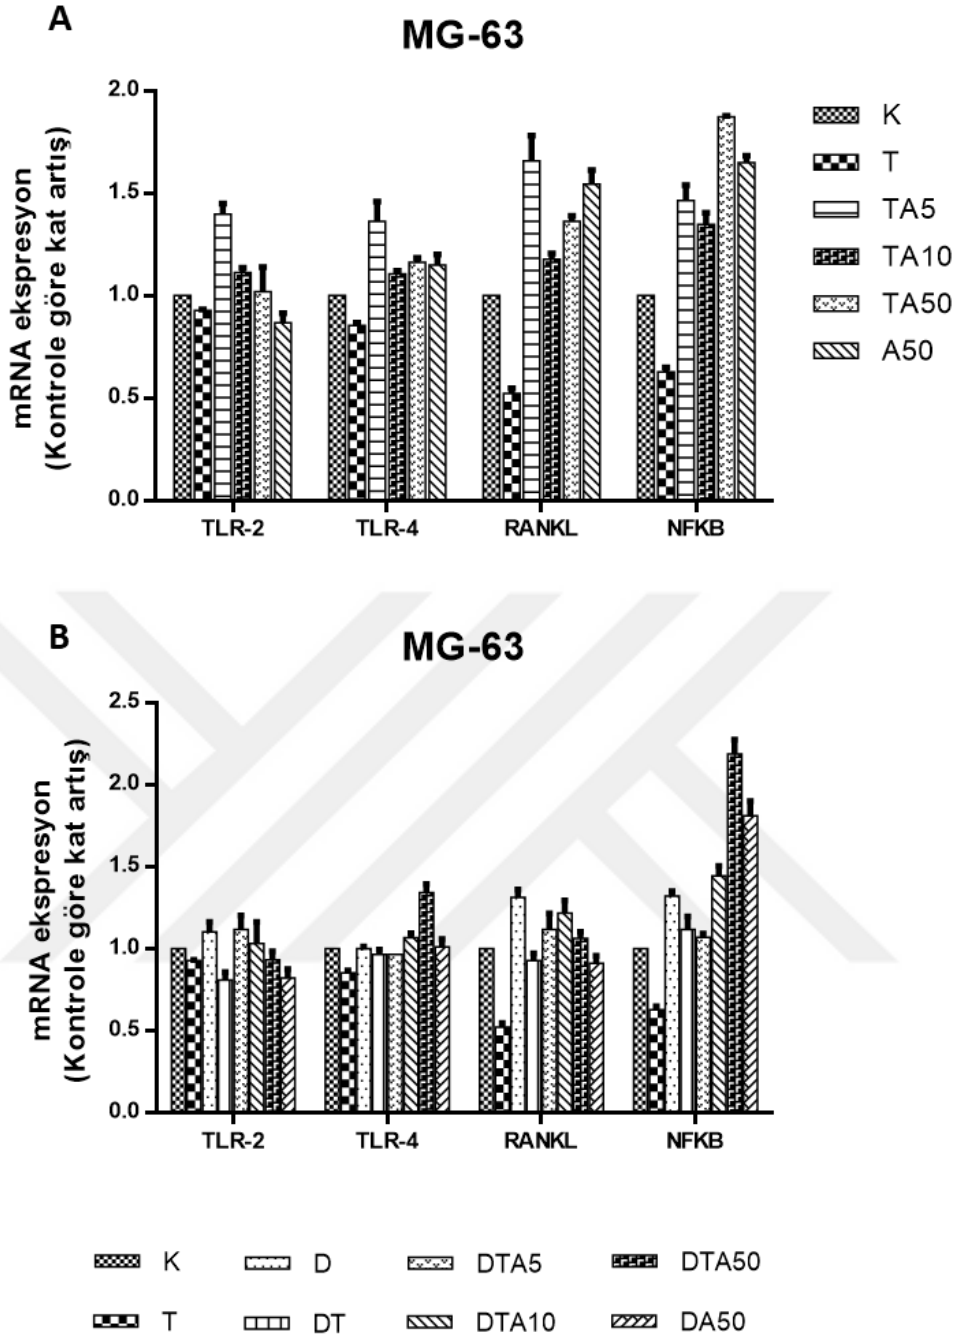 A
MG-63
mRNA ekspresyon
(Kontrole göre kat artış)
2.0
1.5
1.0
0.5
0.0
TLR-2 TLR-4 RANKL NFKB
K
T
TA5
TA10
TA50
A50
B
MG-63
mRNA ekspresyon
(Kontrole göre kat artış)
2.5
2.0
1.5
1.0
0.5
0.0
TLR-2 TLR-4 RANKL NFKB
K D DTA5 DTA50
T DT DTA10 DA50